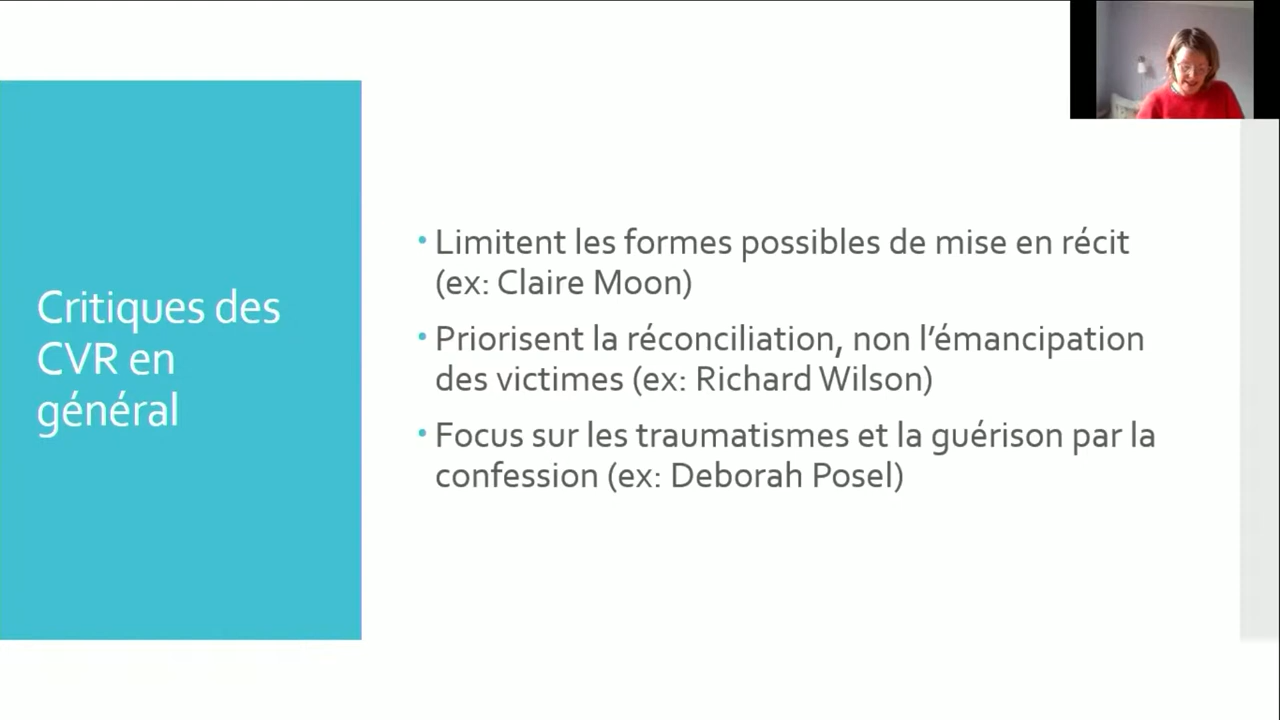 Critiques des
CVR en
général
• Limitent les formes possibles de mise en récit
(ex: Claire Moon)
• Priorisent la réconciliation, non l’émancipation
des victimes (ex: Richard Wilson)
• Focus sur les traumatismes et la guérison par la
confession (ex: Deborah Posel)